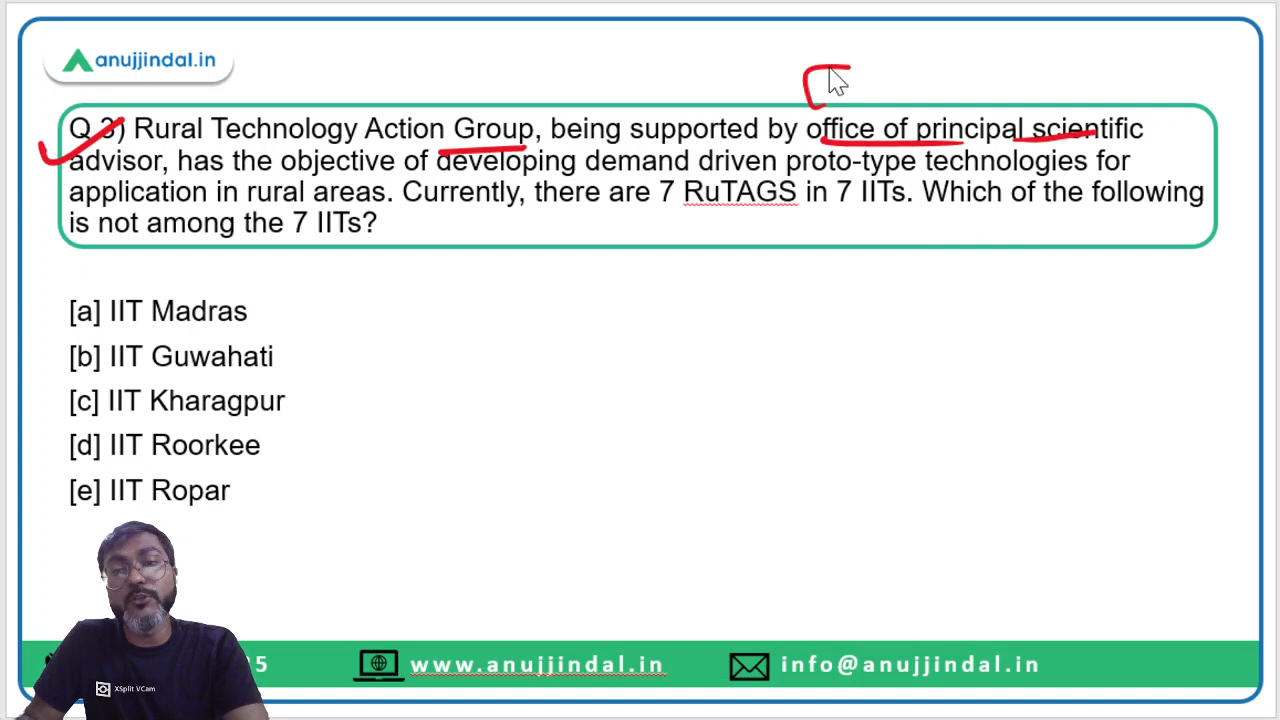 anujjindal.in
Q 3) Rural Technology Action Group, being supported by office of principal scientific
advisor, has the objective of developing demand driven proto-type technologies for
application in rural areas. Currently, there are 7 RuTAGS in 7 IITs. Which of the following
is not among the 7 IITs?
[a] IIT Madras
[b] IIT Guwahati
[c] IIT Kharagpur
[d] IIT Roorkee
[e] IIT Ropar
5 www.anujjindal.in info@anujjindal.in
XSplit VCam